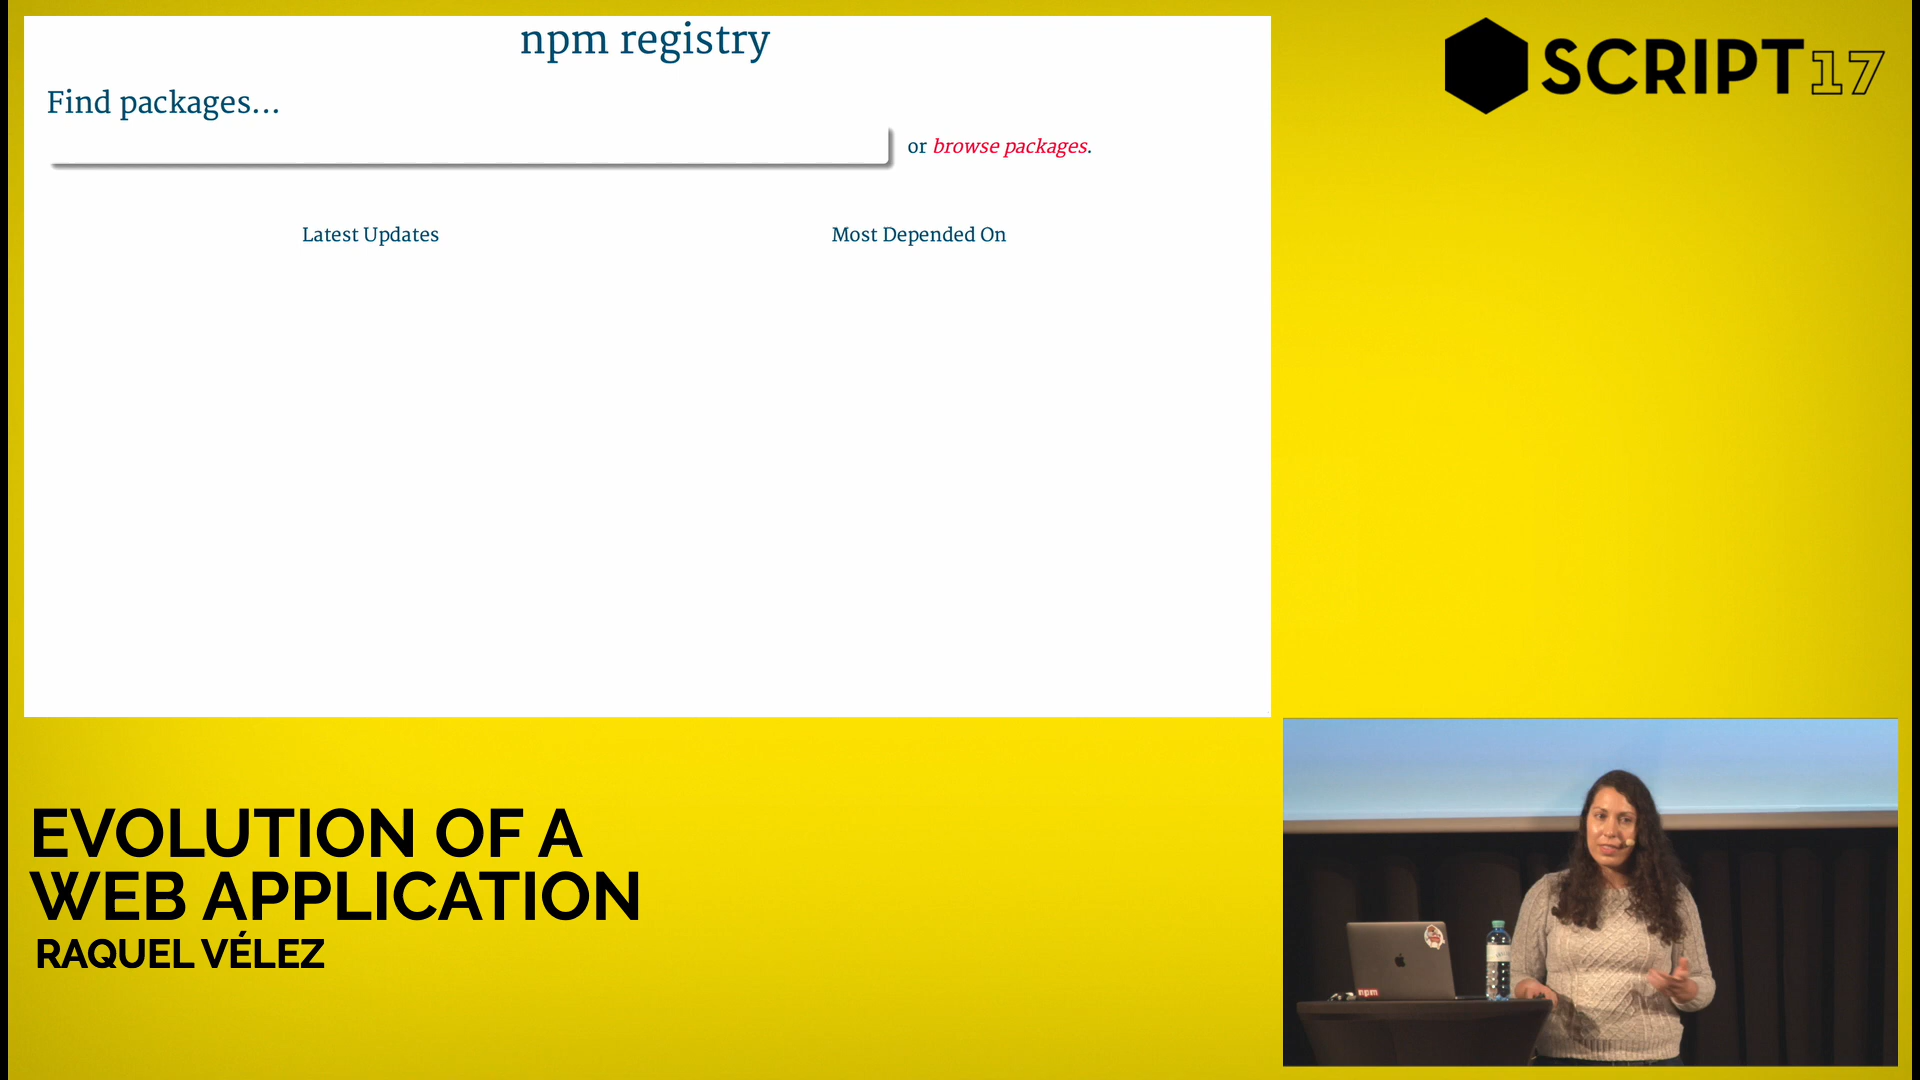 npm registry
Find packages...
or browse packages.
Latest Updates
Most Depended On
SCRIPT17
EVOLUTION OF A
WEB APPLICATION
RAQUEL VÉLEZ
npm